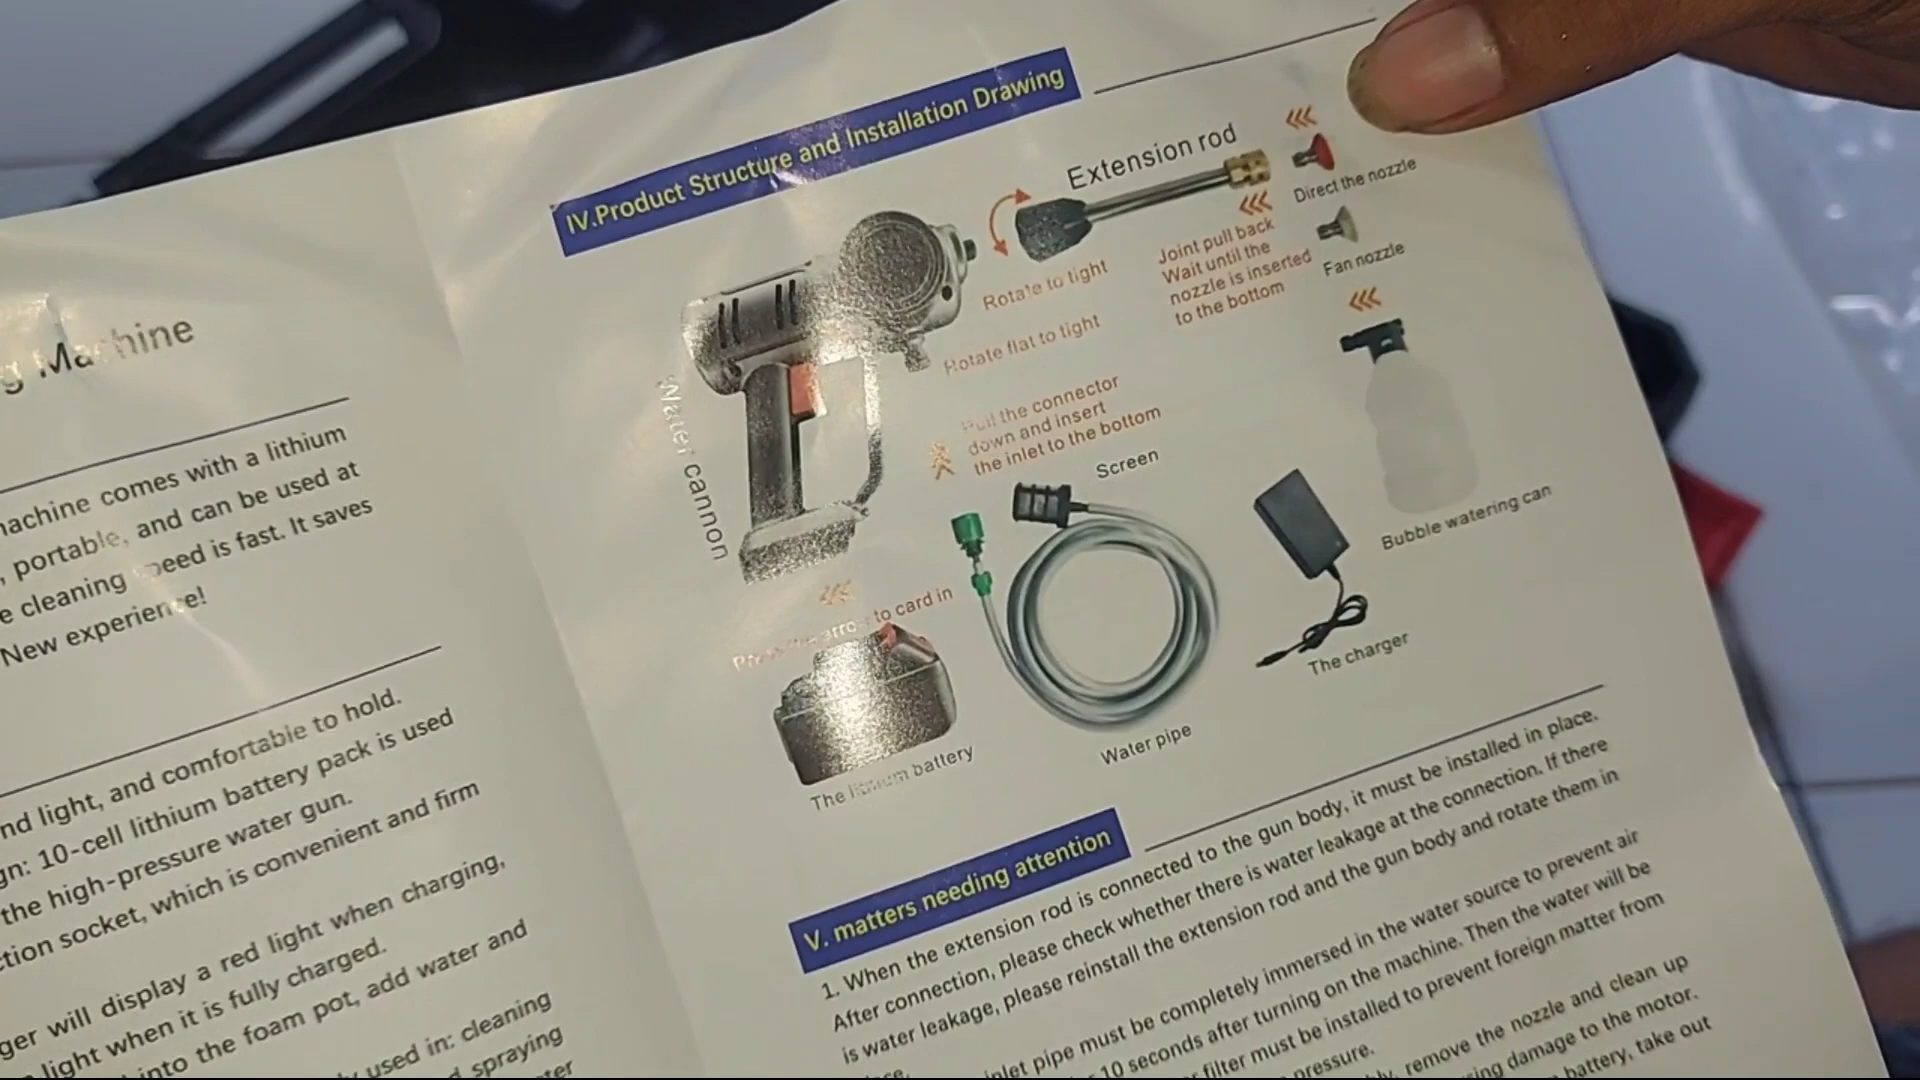 Machine
machine comes with a lithium
portable, and can be used at
cleaning speed is fast. It saves
New experience!
nd light, and comfortable to hold.
gn: 10-cell lithium battery pack is used
the high-pressure water gun.
ction socket, which is convenient and firm
ger will display a red light when charging,
light when it is fully charged.
into the foam pot, add water and
used in: cleaning
spraying
IV.Product Structure and Installation Drawing
Extension rod
Direct the nozzle
Rotate to tight
Joint pull back
Wait until the
nozzle is inserted
to the bottom
Fan nozzle
Rotate flat to tight
Water cannon
Pull the connector
down and insert
the inlet to the bottom
Screen
Bubble watering can
Press the arrow to card in
The charger
The lithium battery
Water pipe
V. matters needing attention
1. When the extension rod is connected to the gun body, it must be installed in place.
After connection, please check whether there is water leakage at the connection. If there
is water leakage, please reinstall the extension rod and the gun body and rotate them in
inlet pipe must be completely immersed in the water source to prevent air
10 seconds after turning on the machine. Then the water will be
filter must be installed to prevent foreign matter from
pressure.
remove the nozzle and clean up
damage to the motor.
battery, take out